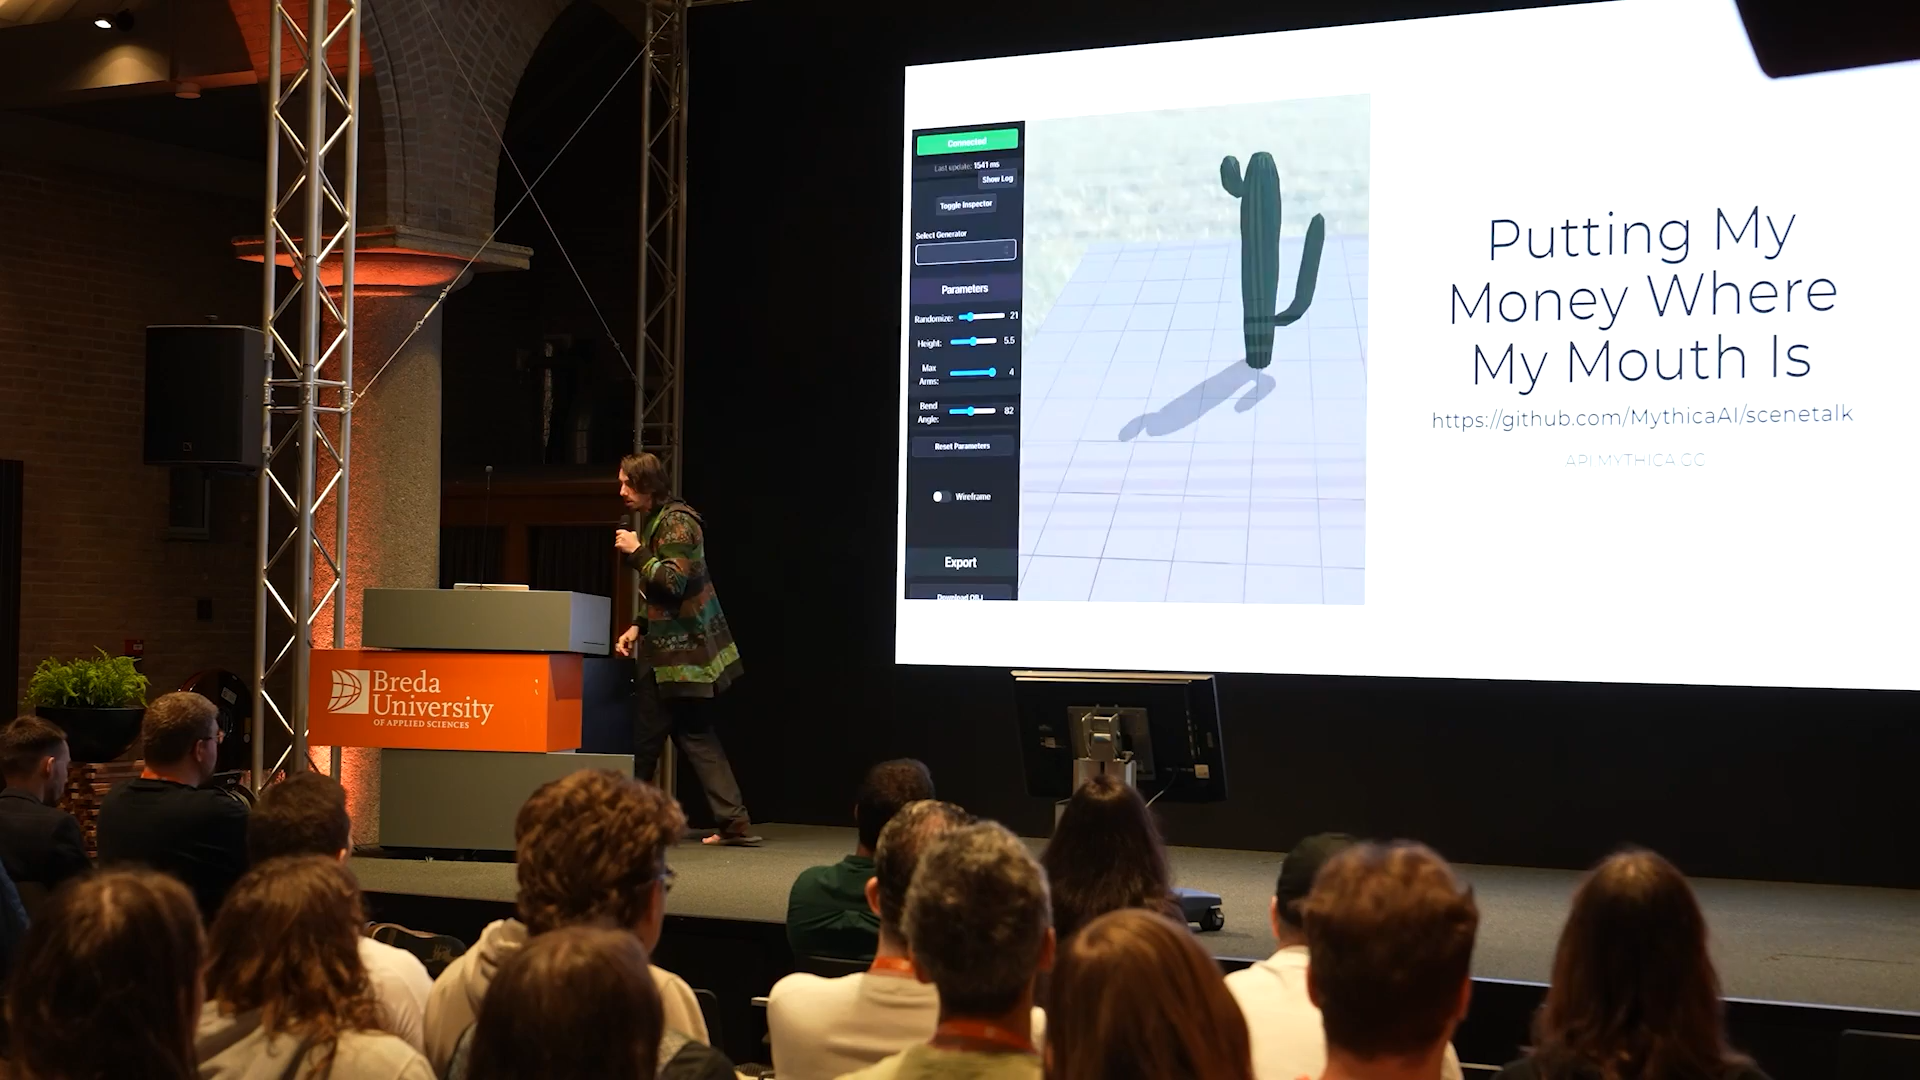 Connected
Last update: 1541 ms
Show Log
Toggle Inspector
Select Generator
Parameters
Randomize: 21
Height: 5.5
Max
Arms: 4
Bend
Angle: 82
Reset Parameters
Wireframe
Export
Download OBJ
Putting My
Money Where
My Mouth Is
https://github.com/MythicaAI/scenetalk
API.MYTHICA.GG
Breda
University
OF APPLIED SCIENCES